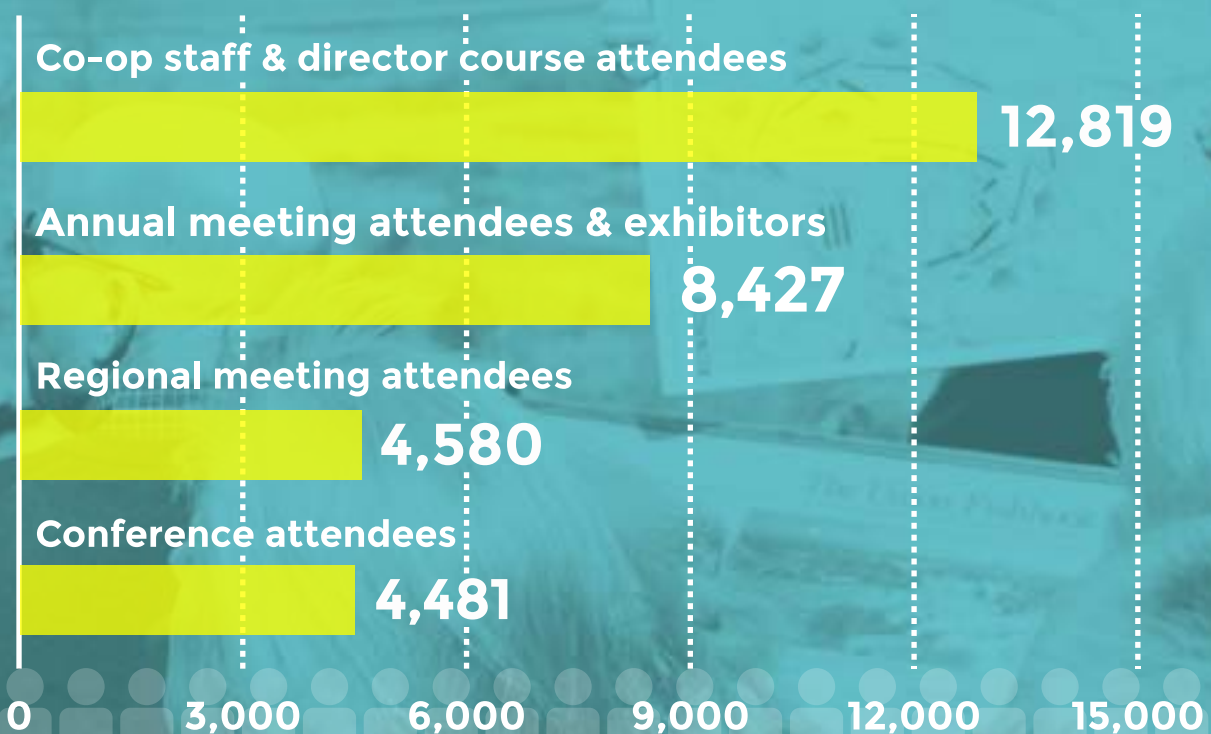 Co-op staff & director course attendees
12,819
Annual meeting attendees & exhibitors
8,427
Regional meeting attendees
4,580
Conference attendees
4,481
0 3,000 6,000 9,000 12,000 15,000